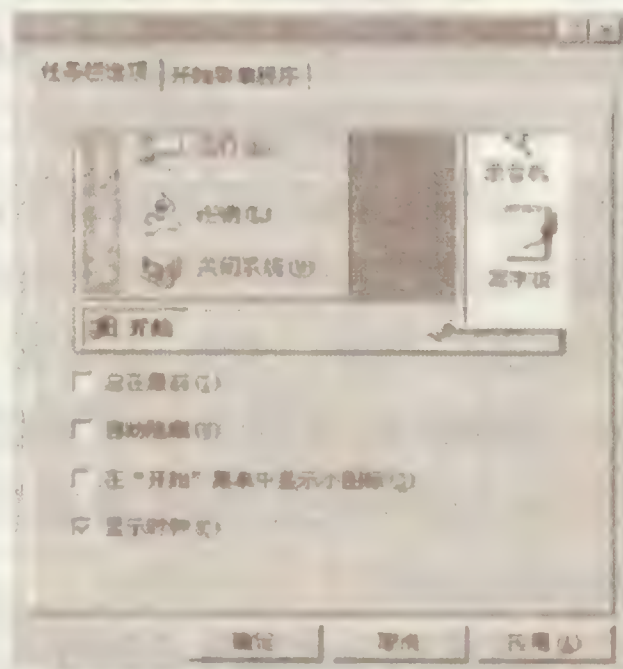 任务栏选项 开始菜单程序
注销(L)
关闭系统(U)
录音机
写字板
开始
总在最前(T)
自动隐藏(U)
在“开始”菜单中显示小图标(S)
显示时钟(C)
确定 取消 应用(A)